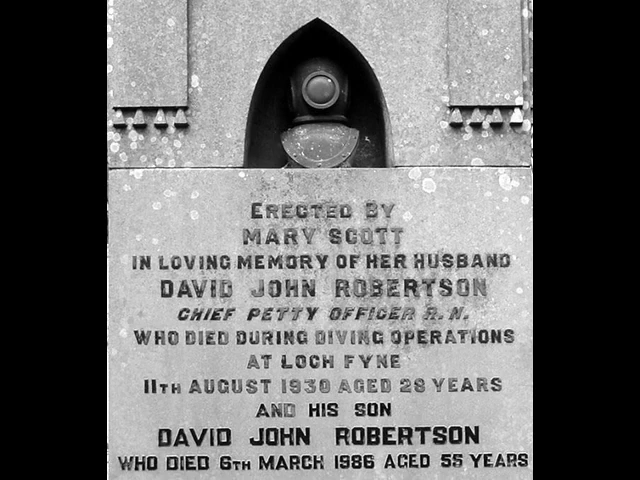 ERECTED BY
MARY SCOTT
IN LOVING MEMORY OF HER HUSBAND
DAVID JOHN ROBERTSON
CHIEF PETTY OFFICER R.N.
WHO DIED DURING DIVING OPERATIONS
AT LOCH FYNE
11TH AUGUST 1930 AGED 28 YEARS
AND HIS SON
DAVID JOHN ROBERTSON
WHO DIED 6TH MARCH 1986 AGED 55 YEARS